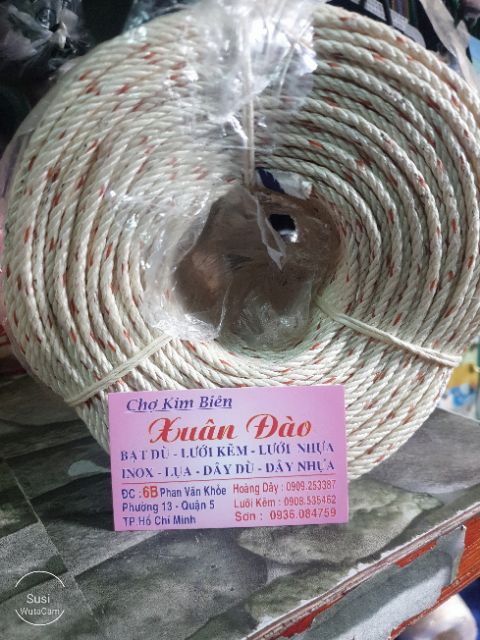 Chợ Kim Biên
Xuân Đào
BẠT DÙ - LƯỚI KẼM - LƯỚI NHỰA
INOX - LỤA - DÂY DÙ - DÂY NHỰA
ĐC : 6B Phan Văn Khỏe
Phường 13 - Quận 5
TP Hồ Chí Minh
Hoàng Dây : 0909.253387
Lưới Kẽm : 0908.535462
Sơn : 0936.084759
Susi
WutaCam